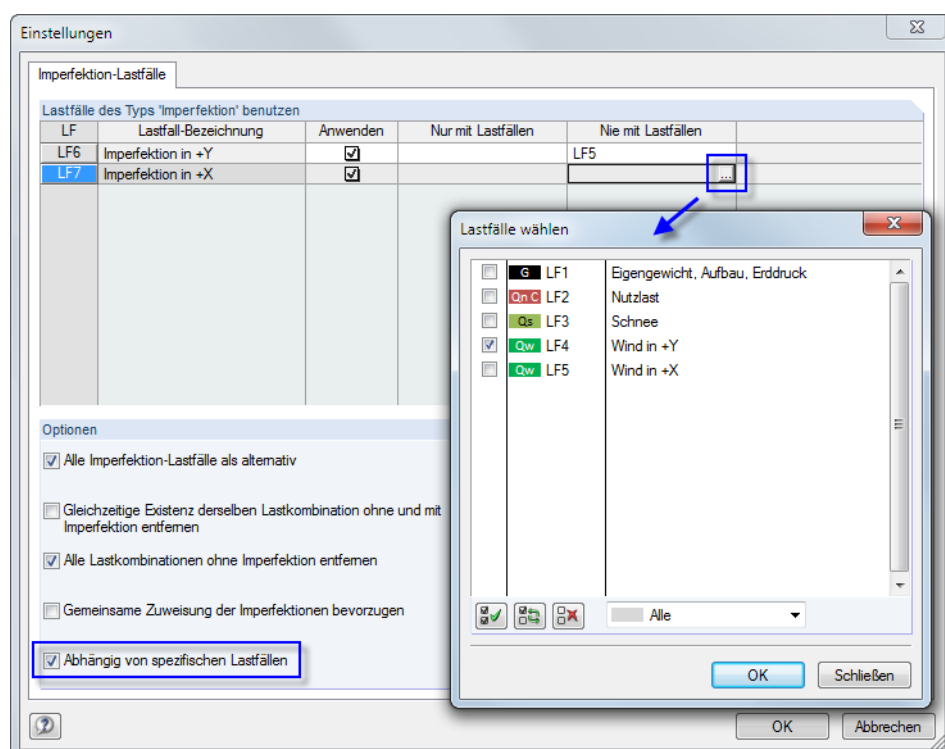 Einstellungen
Imperfektion-Lastfälle
Lastfälle des Typs 'Imperfektion' benutzen
LF Lastfall-Bezeichnung Anwenden Nur mit Lastfällen Nie mit Lastfällen
LF6 Imperfektion in +Y LF5
LF7 Imperfektion in +X ...
Lastfälle wählen
G LF1 Eigengewicht, Aufbau, Erddruck
Qn C LF2 Nutzlast
Qs LF3 Schnee
Qw LF4 Wind in +Y
Qw LF5 Wind in +X
Alle
OK Schließen
Optionen
Alle Imperfektion-Lastfälle als alternativ
Gleichzeitige Existenz derselben Lastkombination ohne und mit
Imperfektion entfernen
Alle Lastkombinationen ohne Imperfektion entfernen
Gemeinsame Zuweisung der Imperfektionen bevorzugen
Abhängig von spezifischen Lastfällen
OK Abbrechen